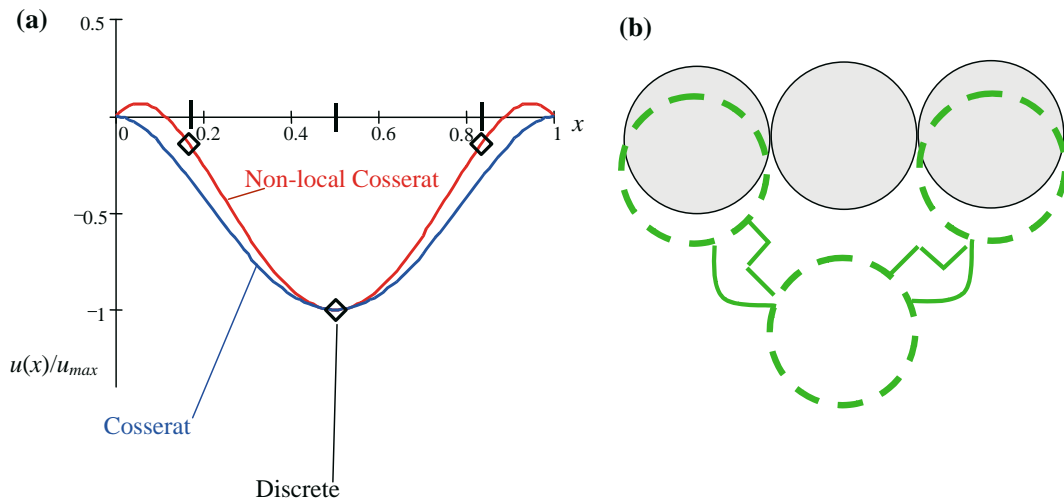 (a)
(b)
0.5
0
0.2
0.4
0.6
0.8
1
x
Non-local Cosserat
−0.5
−1
u(x)/u_max
Cosserat
Discrete